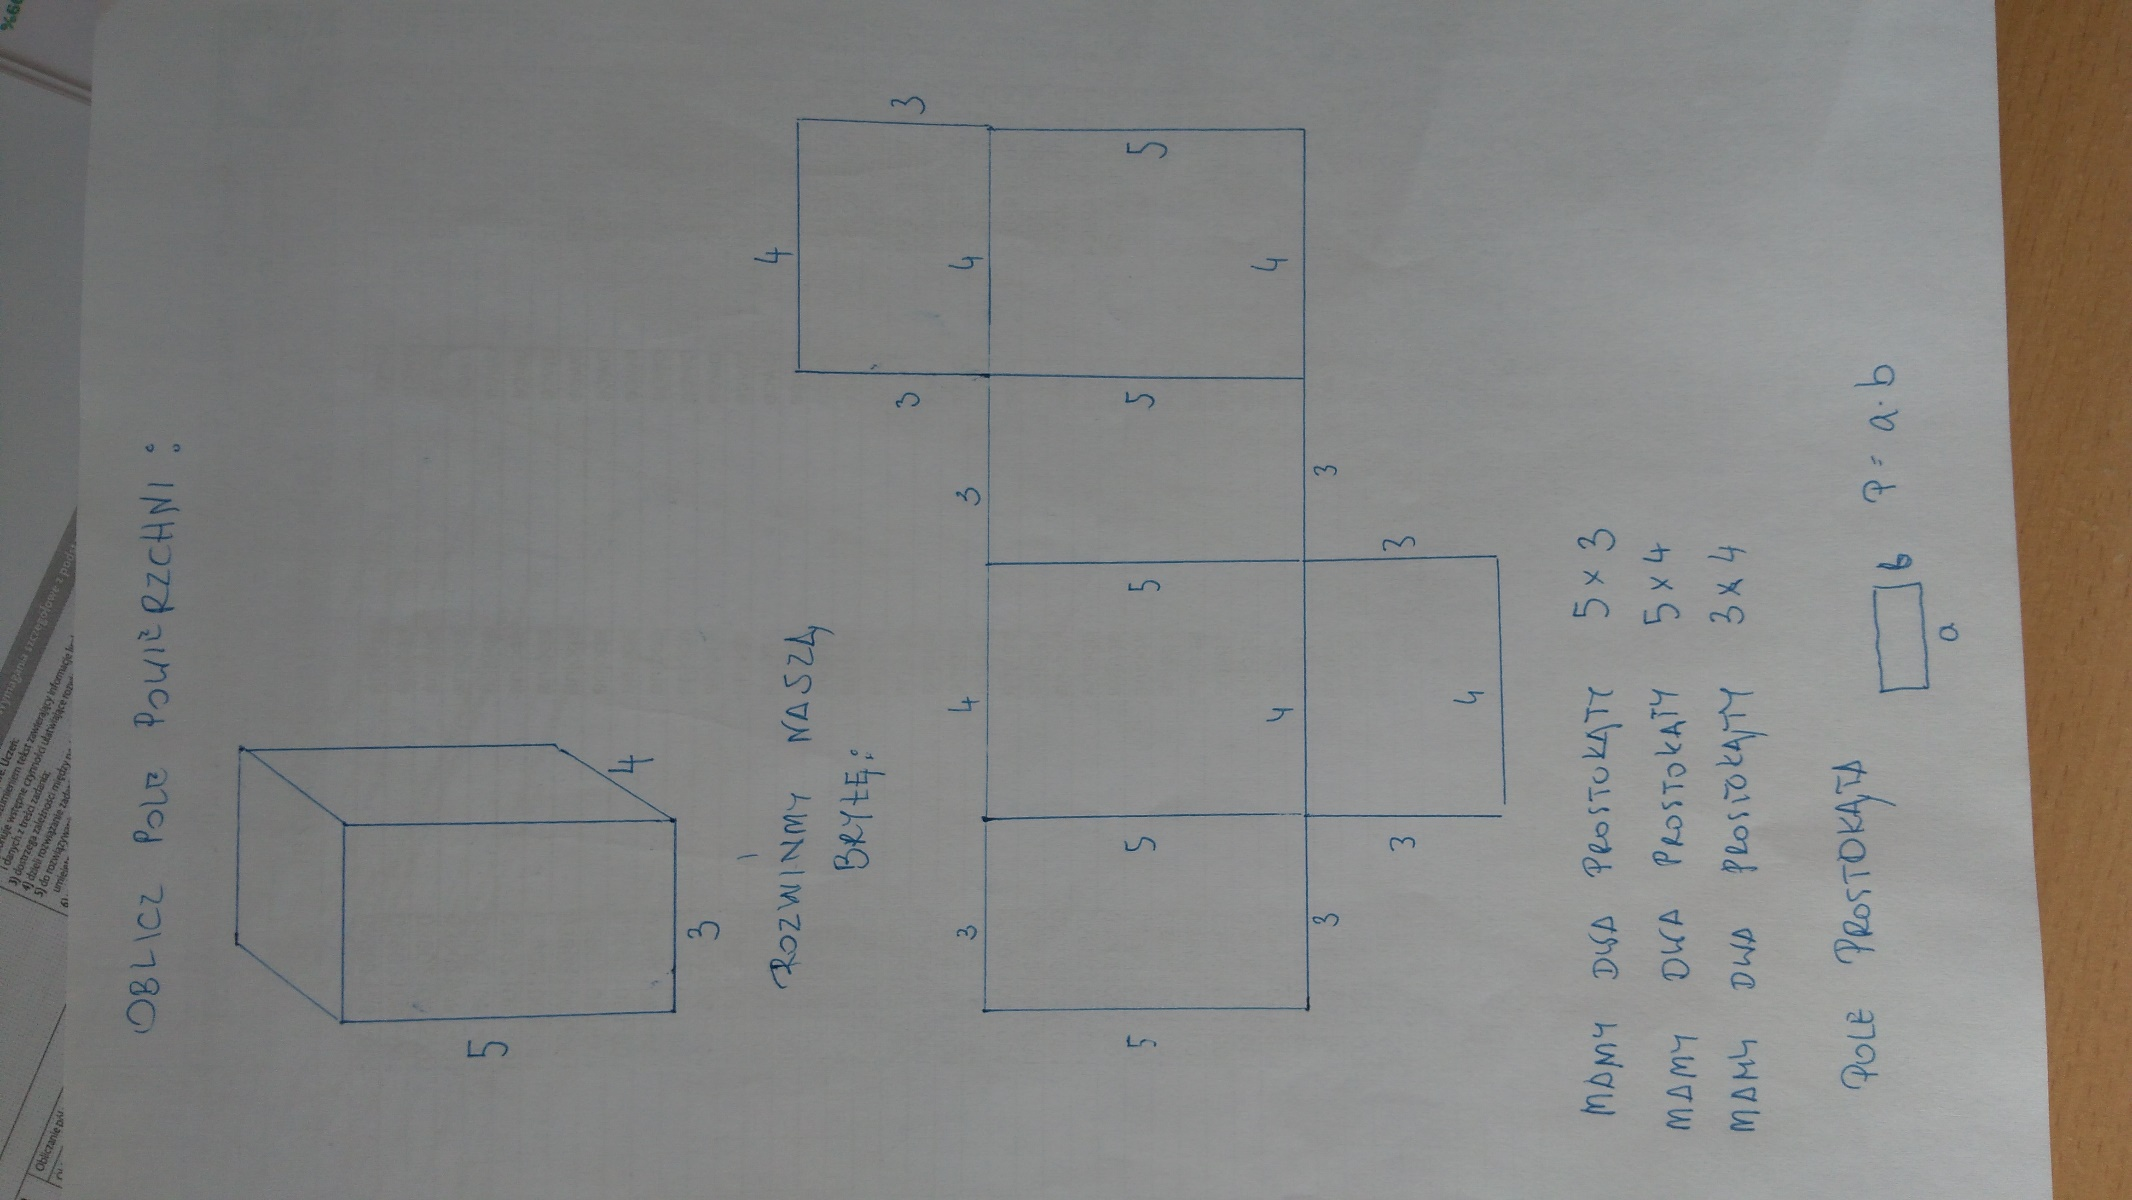 OBLICZ POLE POWIERZCHNI:
5
3
4
ROZWIŃMY NASZĄ
BRYŁĘ:
4
3
3
3
4
3
4
5
5
5
5
5
3
4
3
4
3
3
4
MAMY DWA PROSTOKĄTY 5 x 3
MAMY DWA PROSTOKĄTY 5 x 4
MAMY DWA PROSTOKĄTY 3 x 4
POLE PROSTOKĄTA
b
a
P = a · b